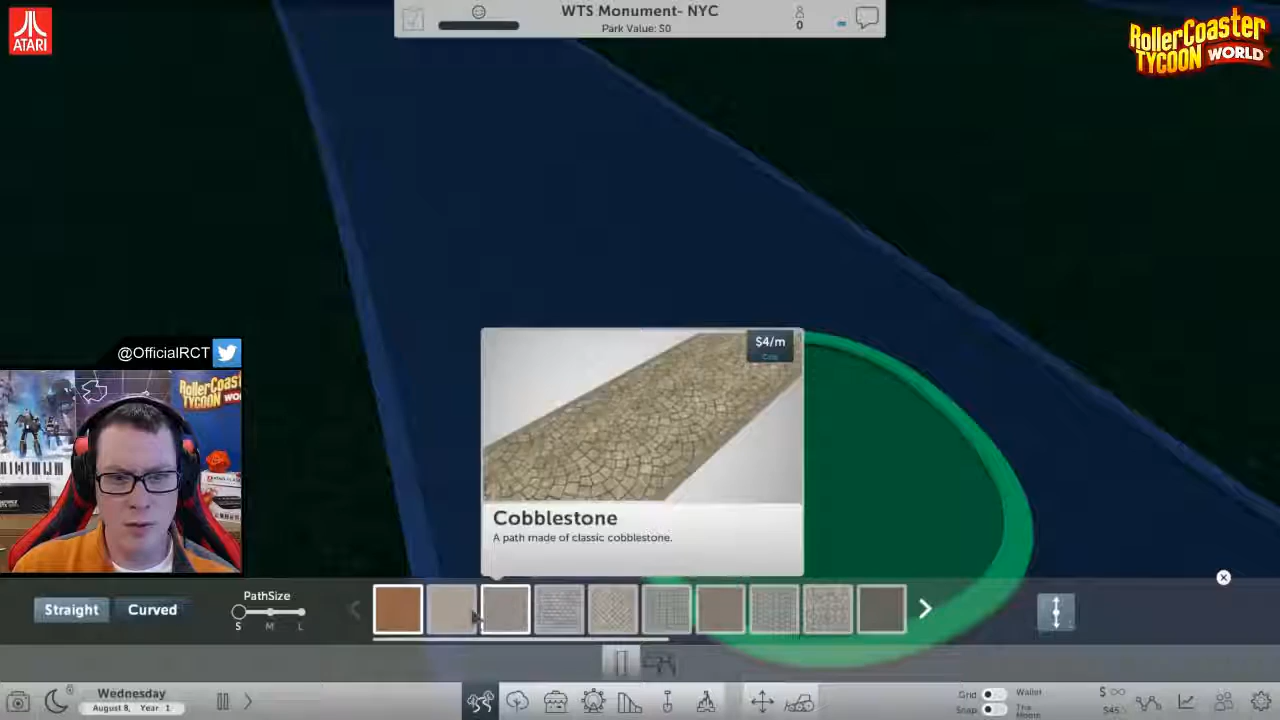 ATARI
WTS Monument- NYC
Park Value: $0
0
RollerCoaster
TYCOON WORLD
@OfficialRCT
$4/m
Cobblestone
A path made of classic cobblestone.
Straight
Curved
PathSize
S M L
Wednesday
August 8, Year 1
Grid
Snap
Wallet
The
$ ∞